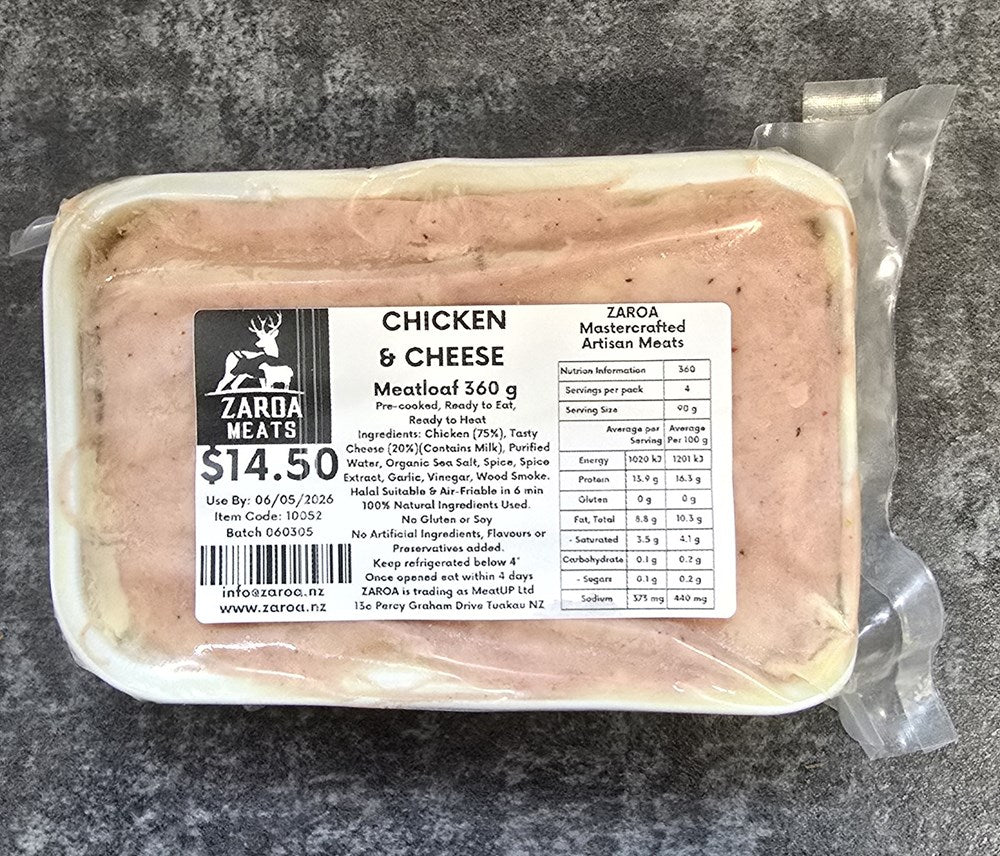 ZAROA
MEATS
$14.50
Use By: 06/05/2026
Item Code: 10052
Batch 060305
info@zaroa.nz
www.zaroa.nz
CHICKEN
& CHEESE
Meatloaf 360 g
Pre-cooked, Ready to Eat,
Ready to Heat
Ingredients: Chicken (75%), Tasty
Cheese (20%)(Contains Milk), Purified
Water, Organic Sea Salt, Spice, Spice
Extract, Garlic, Vinegar, Wood Smoke.
Halal Suitable & Air-Friable in 6 min
100% Natural Ingredients Used.
No Gluten or Soy
No Artificial Ingredients, Flavours or
Preservatives added.
Keep refrigerated below 4°
Once opened eat within 4 days
ZAROA is trading as MeatUP Ltd
13c Percy Graham Drive Tuakau NZ
ZAROA
Mastercrafted
Artisan Meats
Nutrion Information 360
Servings per pack 4
Serving Size 90 g
Average per Serving Average Per 100 g
Energy 1020 kJ 1201 kJ
Protein 13.9 g 16.3 g
Gluten 0 g 0 g
Fat, Total 8.8 g 10.3 g
- Saturated 3.5 g 4.1 g
Carbohydrate 0.1 g 0.2 g
- Sugars 0.1 g 0.2 g
Sodium 373 mg 440 mg